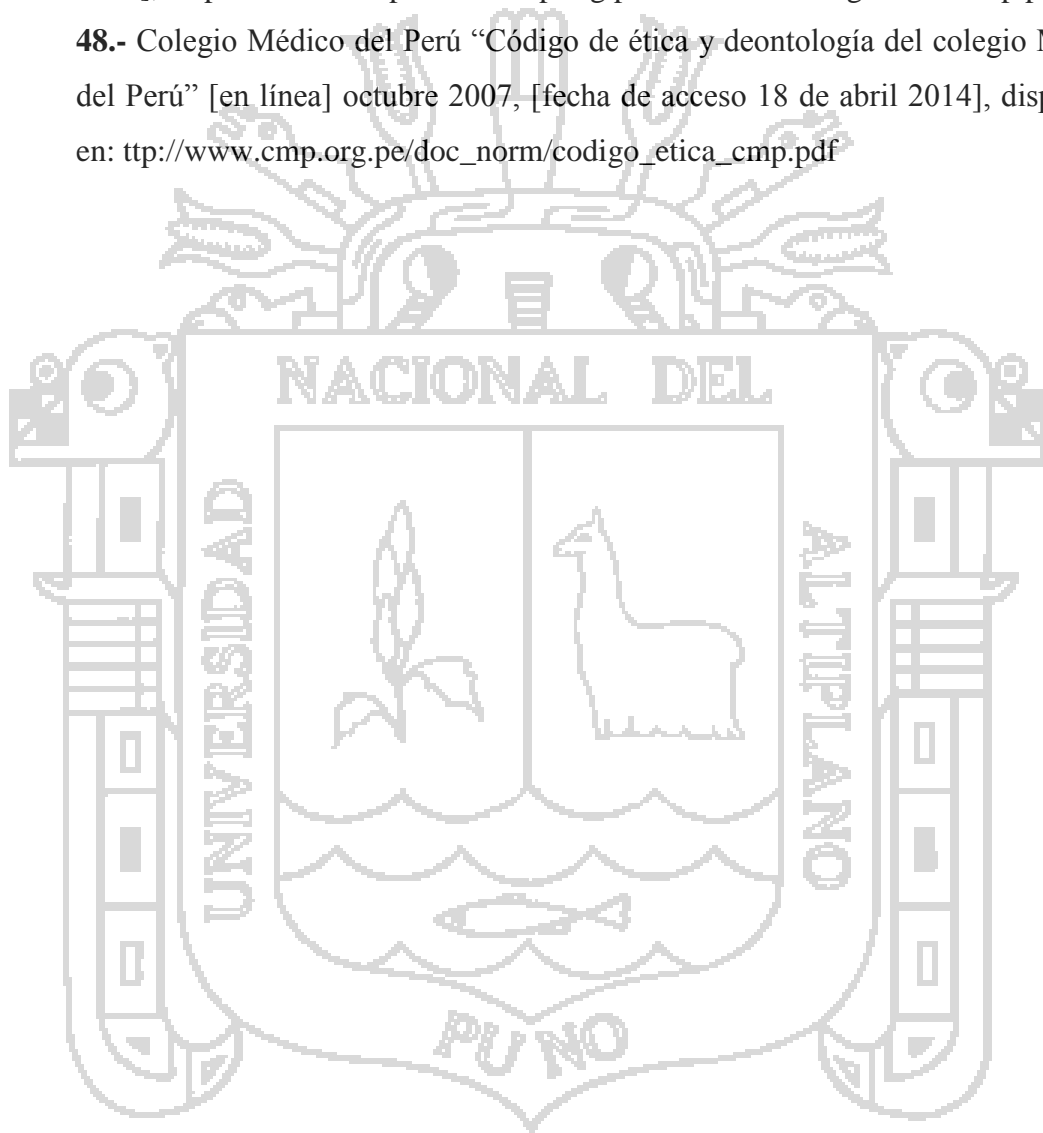 48.- Colegio Médico del Perú “Código de ética y deontología del colegio
del Perú” [en línea] octubre 2007, [fecha de acceso 18 de abril 2014],
en: ttp://www.cmp.org.pe/doc_norm/codigo_etica_cmp.pdf
NACIONAL DEL
UNIVERSIDAD
ALTIPLANO
PUNO